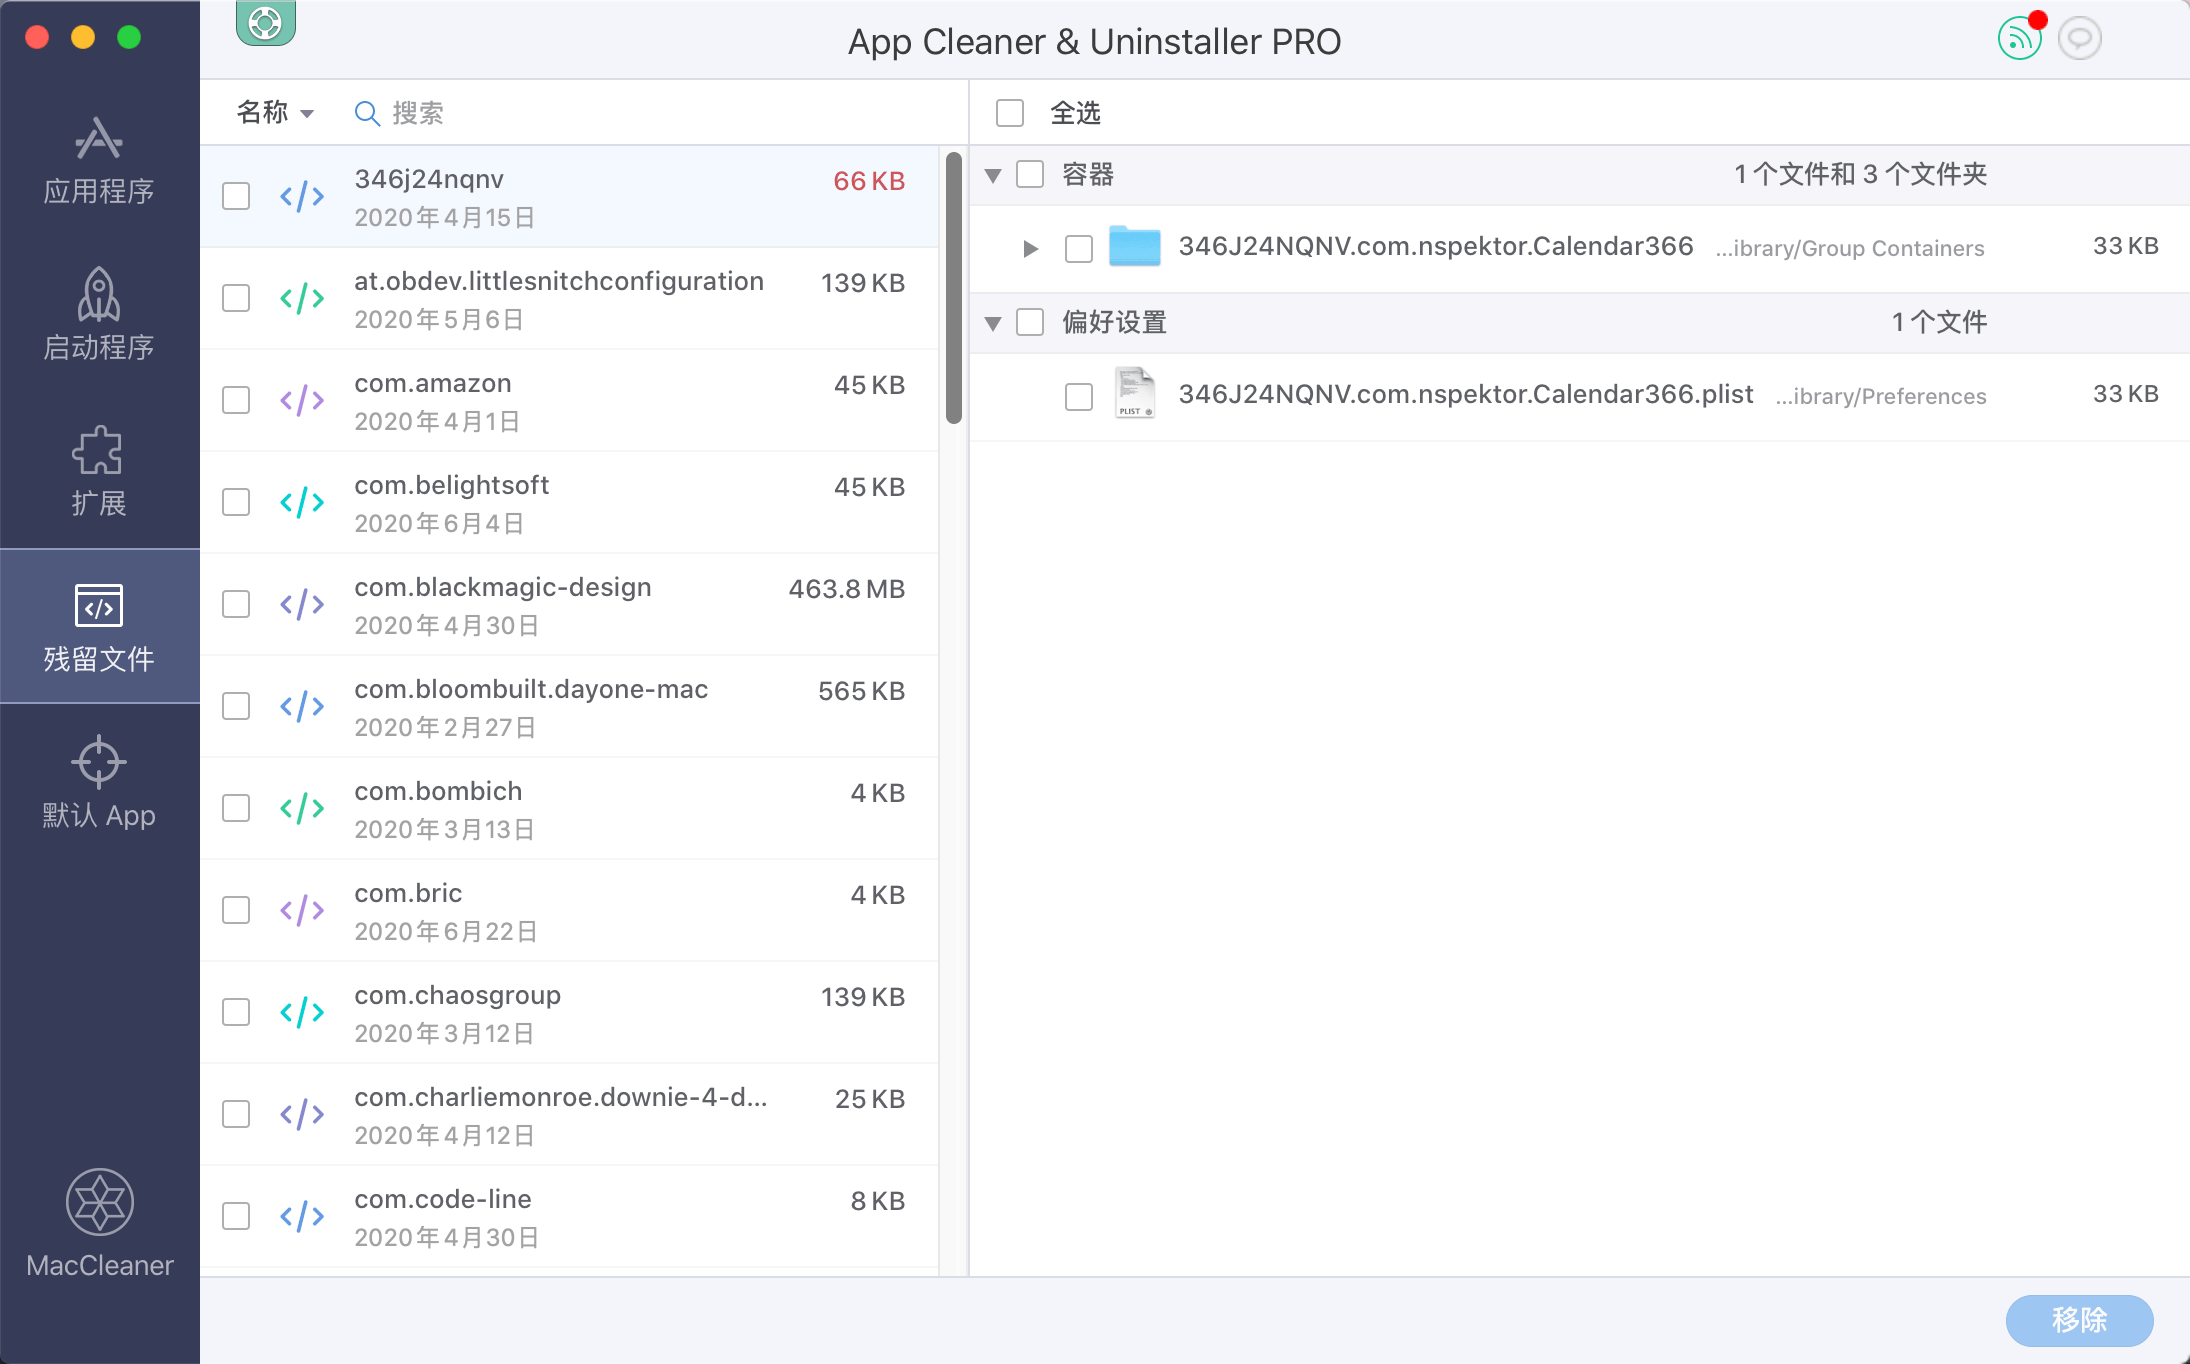 App Cleaner & Uninstaller PRO
应用程序
启动程序
扩展
残留文件
默认 App
MacCleaner
名称
搜索
346j24nqnv
66 KB
2020年4月15日
at.obdev.littlesnitchconfiguration
139 KB
2020年5月6日
com.amazon
45 KB
2020年4月1日
com.belightsoft
45 KB
2020年6月4日
com.blackmagic-design
463.8 MB
2020年4月30日
com.bloombuilt.dayone-mac
565 KB
2020年2月27日
com.bombich
4 KB
2020年3月13日
com.bric
4 KB
2020年6月22日
com.chaosgroup
139 KB
2020年3月12日
com.charliemonroe.downie-4-d...
25 KB
2020年4月12日
com.code-line
8 KB
2020年4月30日
全选
容器
1 个文件和 3 个文件夹
346J24NQNV.com.nspektor.Calendar366
...ibrary/Group Containers
33 KB
偏好设置
1 个文件
PLIST
346J24NQNV.com.nspektor.Calendar366.plist
...ibrary/Preferences
33 KB
移除